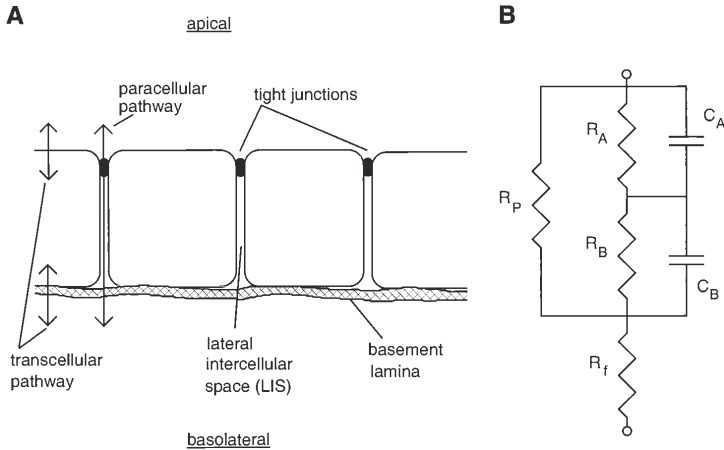 A
apical
paracellular
pathway
tight junctions
transcellular
pathway
lateral
intercellular
space (LIS)
basement
lamina
basolateral
B
R_A
C_A
R_P
R_B
C_B
R_f